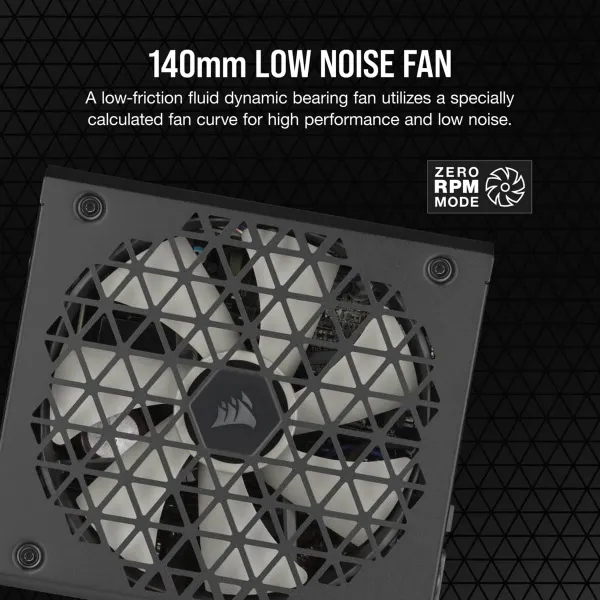 140mm LOW NOISE FAN
A low-friction fluid dynamic bearing fan utilizes a specially
calculated fan curve for high performance and low noise.
ZERO
RPM
MODE